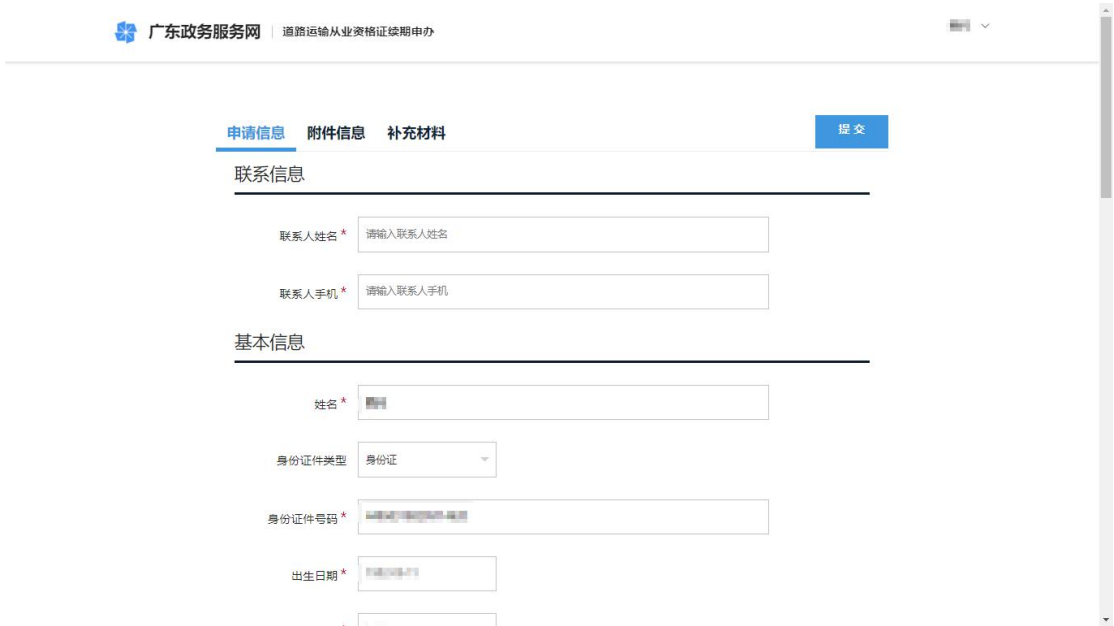 广东政务服务网 道路运输从业资格证续期申办
申请信息 附件信息 补充材料 提交
联系信息
联系人姓名* 请输入联系人姓名
联系人手机* 请输入联系人手机
基本信息
姓名*
身份证件类型 身份证
身份证件号码*
出生日期*